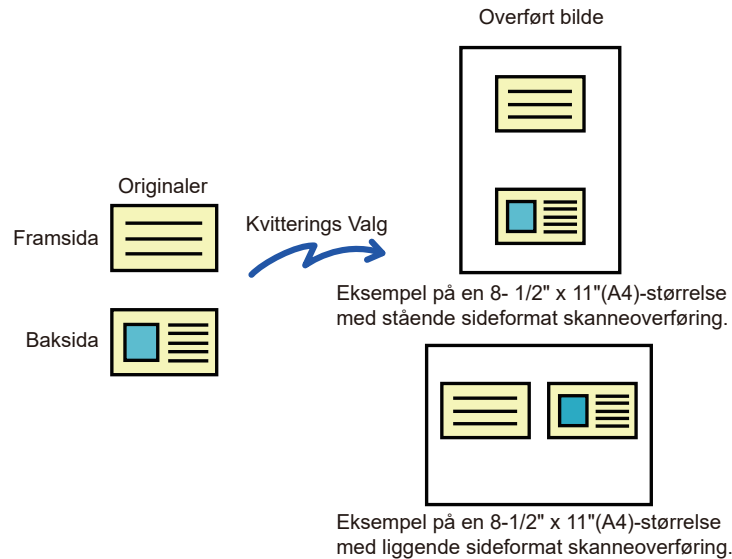 Overført bilde
Originaler
Framsida
Kvitterings Valg
Baksida
Eksempel på en 8- 1/2" x 11"(A4)-størrelse
med stående sideformat skanneoverføring.
Eksempel på en 8-1/2" x 11"(A4)-størrelse
med liggende sideformat skanneoverføring.